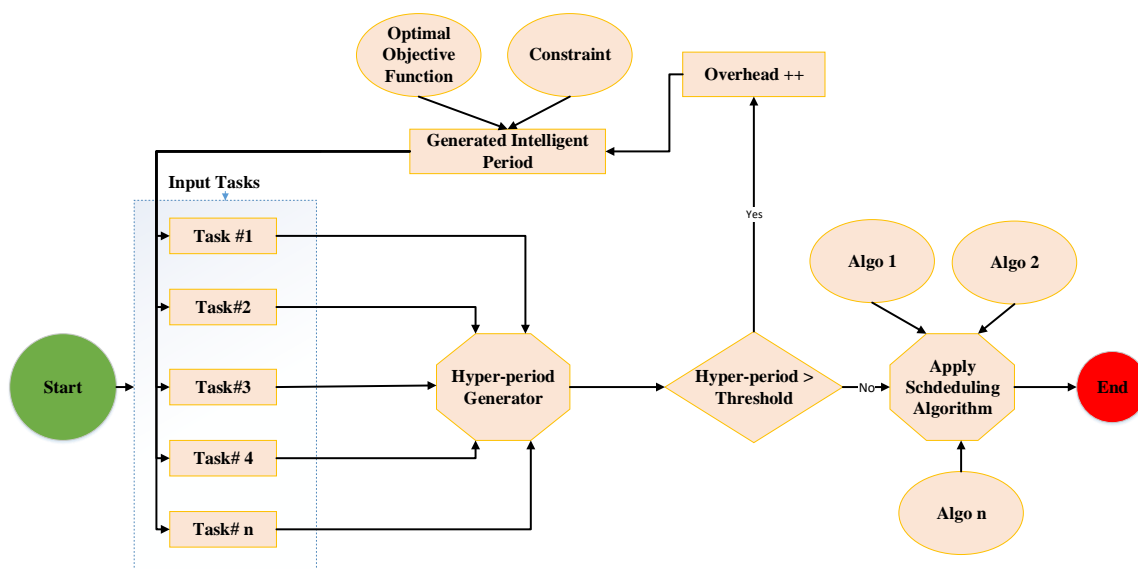 Optimal
Objective
Function
Constraint
Overhead ++
Generated Intelligent
Period
Input Tasks
Task #1
Yes
Algo 1
Algo 2
Task#2
Start
Task#3
Hyper-period
Generator
Hyper-period >
Threshold
No
Apply
Schdeduling
Algorithm
End
Task# 4
Algo n
Task# n